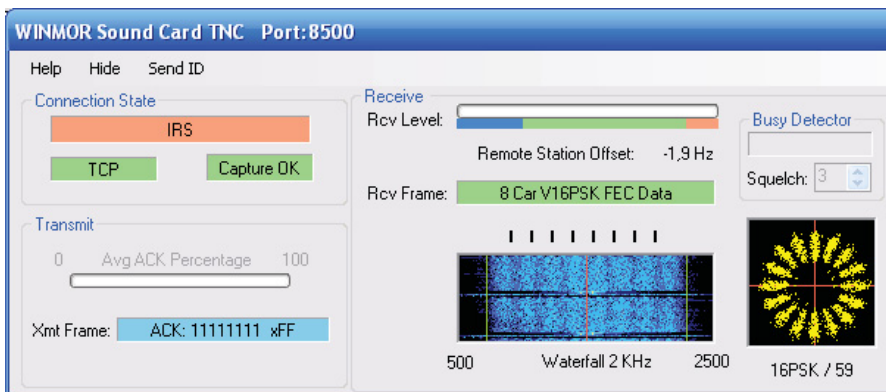 WINMOR Sound Card TNC Port:8500
Help Hide Send ID
Connection State
IRS
TCP Capture OK
Transmit
0 Avg ACK Percentage 100
Xmt Frame: ACK: 11111111 xFF
Receive
Rcv Level:
Remote Station Offset: -1,9 Hz
Rcv Frame: 8 Car V16PSK FEC Data
500 Waterfall 2 KHz 2500
Busy Detector
Squelch: 3
16PSK / 59